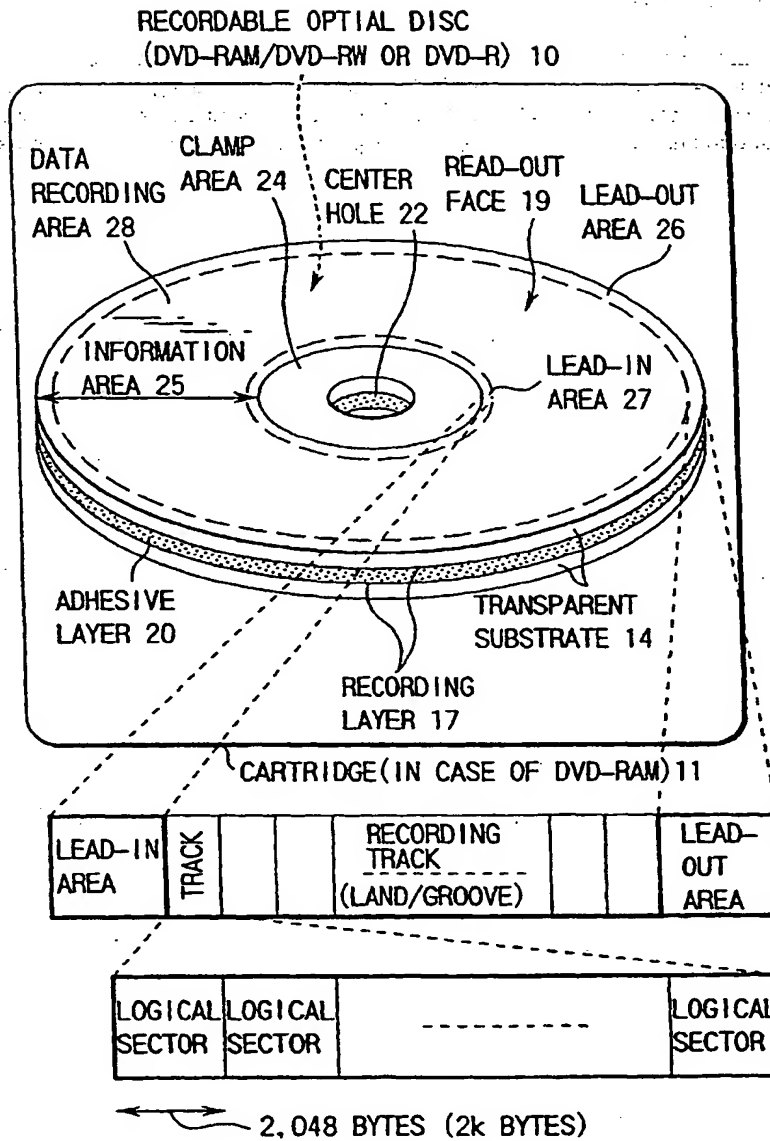 RECORDABLE OPTIAL DISC
(DVD-RAM/DVD-RW OR DVD-R) 10
DATA
RECORDING
AREA 28
CLAMP
AREA 24
CENTER
HOLE 22
READ-OUT
FACE 19
LEAD-OUT
AREA 26
INFORMATION
AREA 25
LEAD-IN
AREA 27
ADHESIVE
LAYER 20
TRANSPARENT
SUBSTRATE 14
RECORDING
LAYER 17
CARTRIDGE(IN CASE OF DVD-RAM)11
LEAD-IN
AREA
TRACK
RECORDING
TRACK
(LAND/GROOVE)
LEAD-
OUT
AREA
LOGICAL
SECTOR
LOGICAL
SECTOR
LOGICAL
SECTOR
2,048 BYTES (2k BYTES)